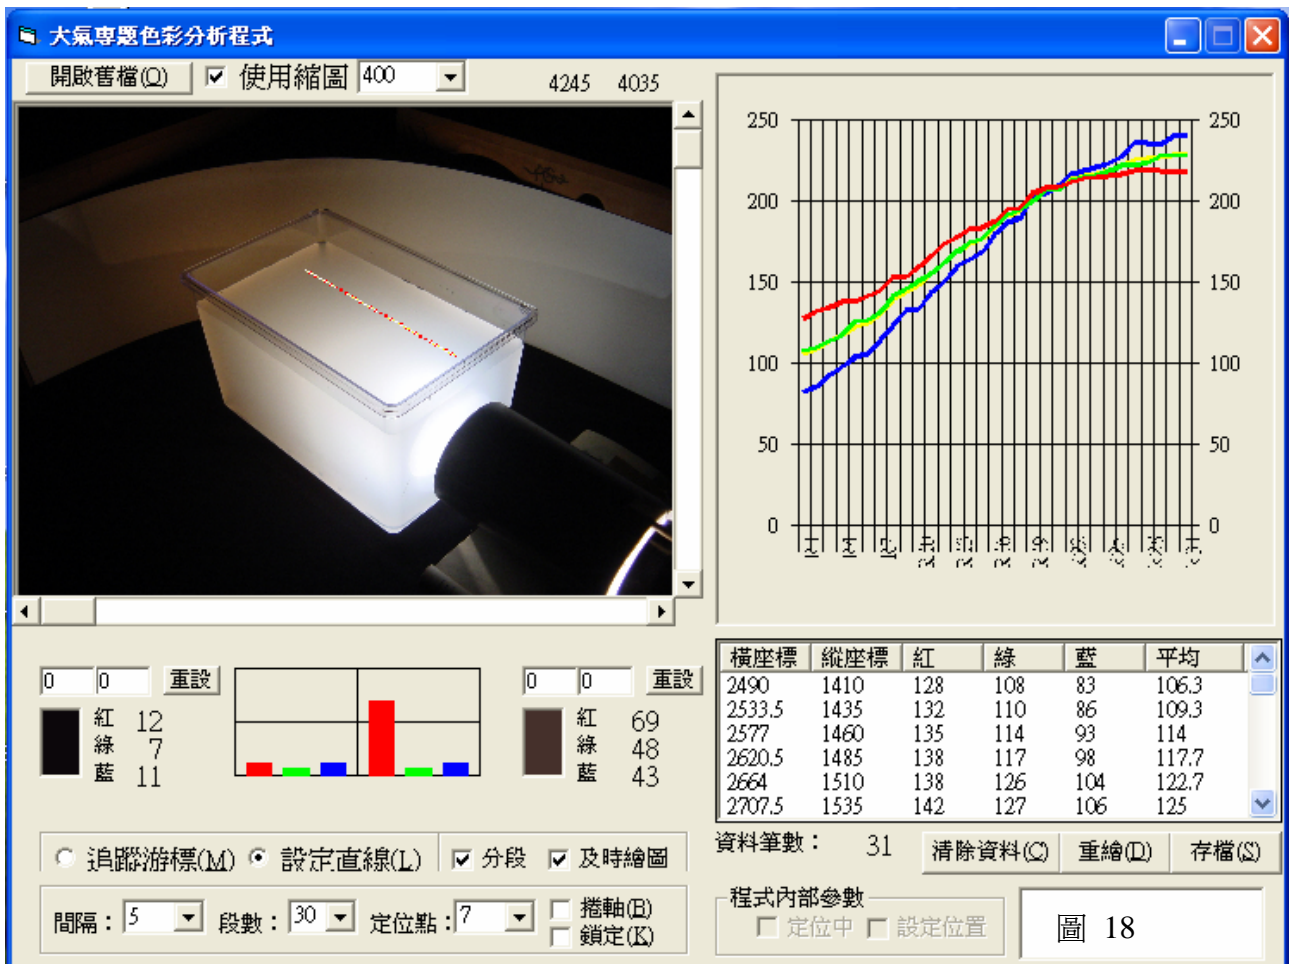 大氣專題色彩分析程式
開啟舊檔(O) 使用縮圖 400 4245 4035
250 250
200 200
150 150
100 100
50 50
0 0
橫座標 縱座標 紅 綠 藍 平均
2490 1410 128 108 83 106.3
2533.5 1435 132 110 86 109.3
2577 1460 135 114 93 114
2620.5 1485 138 117 98 117.7
2664 1510 138 126 104 122.7
2707.5 1535 142 127 106 125
0 0 重設
紅 12
綠 7
藍 11
0 0 重設
紅 69
綠 48
藍 43
資料筆數： 31 清除資料(C) 重繪(D) 存檔(S)
追蹤游標(M) 設定直線(L) 分段 及時繪圖
間隔： 5 段數： 30 定位點： 7 捲軸(B)
鎖定(K)
程式內部參數
定位中 設定位置
圖 18